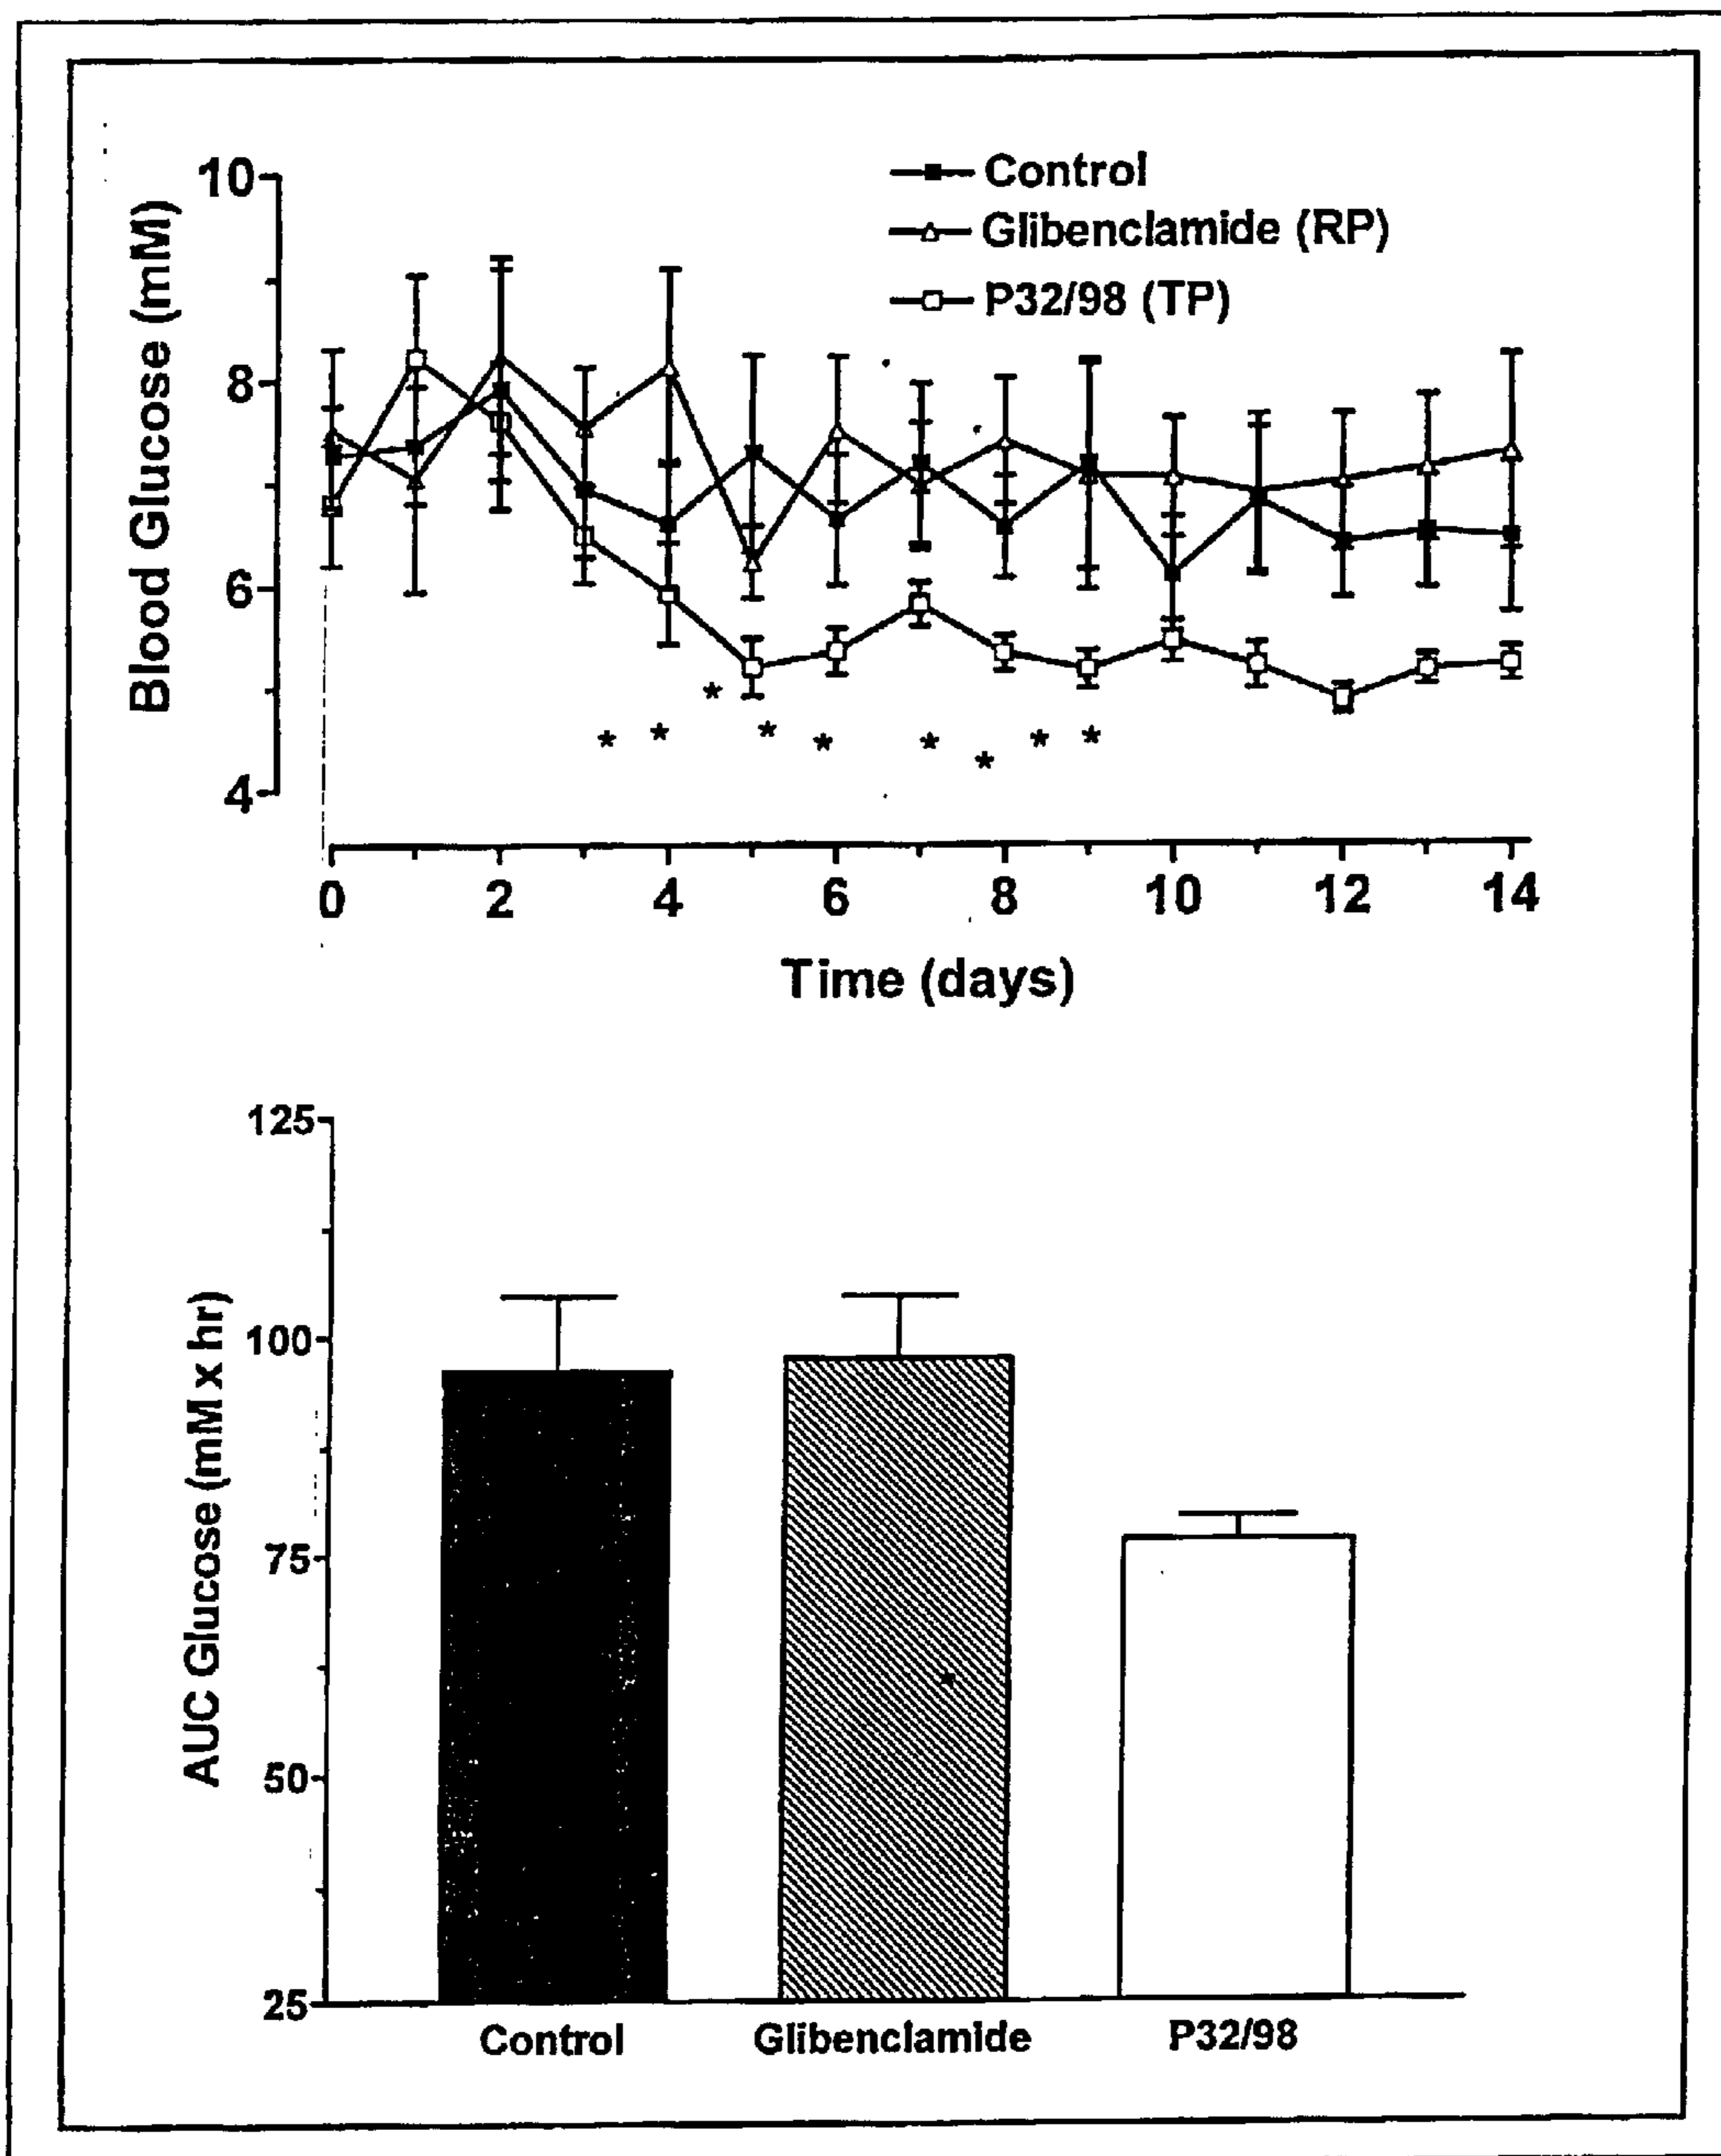 Control
Glibenclamide (RP)
P32/98 (TP)
Blood Glucose (mM)
10
8
6
4
* * * * * * * * *
0 2 4 6 8 10 12 14
Time (days)
AUC Glucose (mM x hr)
125
100
75
50
25
Control Glibenclamide P32/98